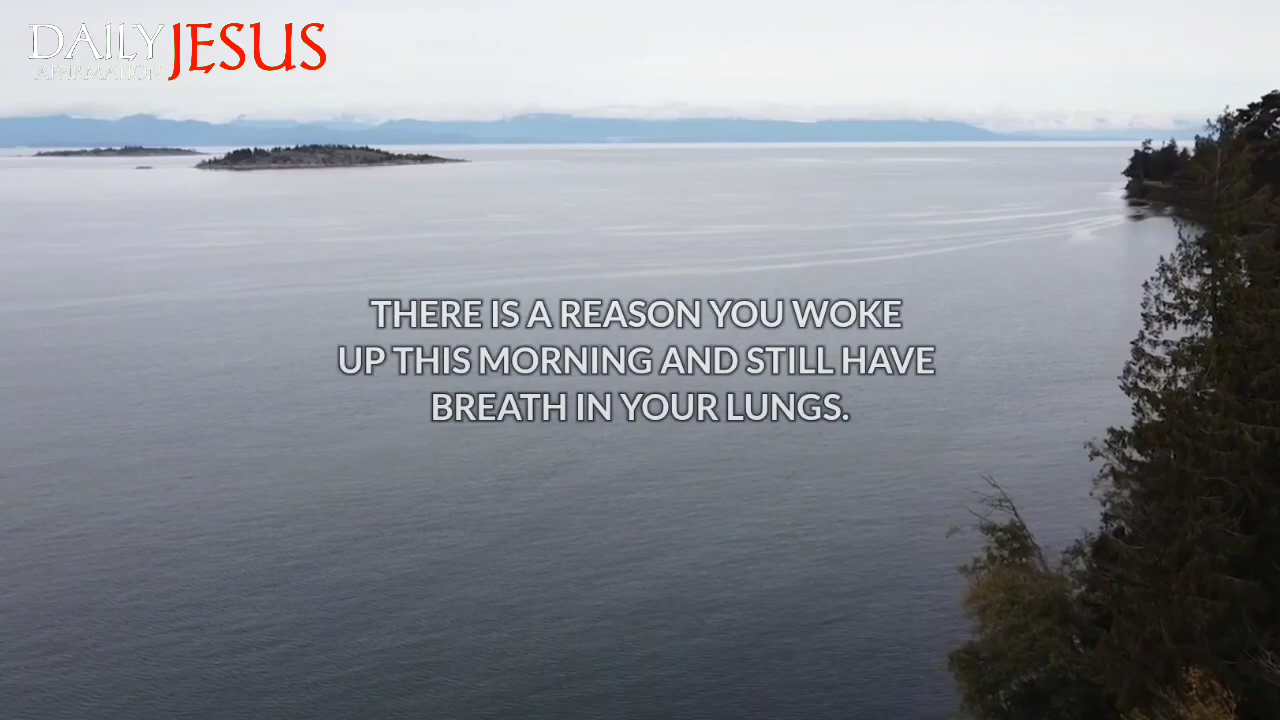 DAILY JESUS
AFFIRMATION
THERE IS A REASON YOU WOKE
UP THIS MORNING AND STILL HAVE
BREATH IN YOUR LUNGS.